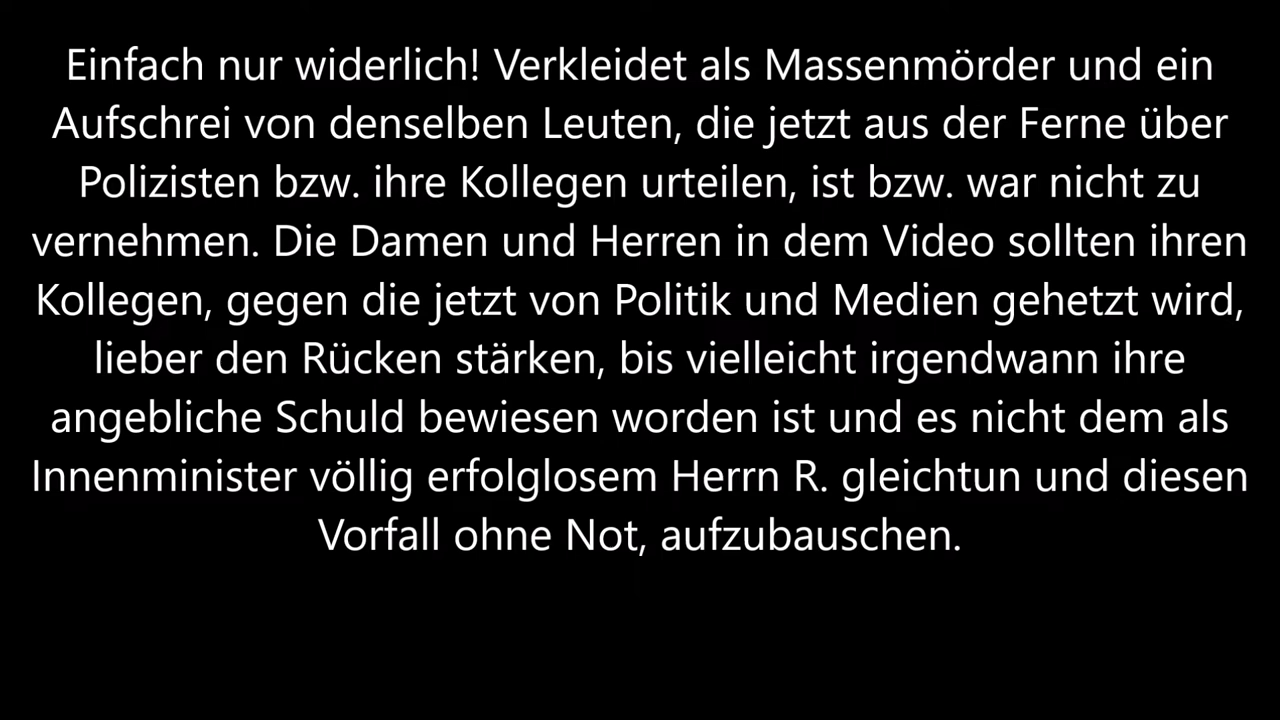 Einfach nur widerlich! Verkleidet als Massenmörder und ein
Aufschrei von denselben Leuten, die jetzt aus der Ferne über
Polizisten bzw. ihre Kollegen urteilen, ist bzw. war nicht zu
vernehmen. Die Damen und Herren in dem Video sollten ihren
Kollegen, gegen die jetzt von Politik und Medien gehetzt wird,
lieber den Rücken stärken, bis vielleicht irgendwann ihre
angebliche Schuld bewiesen worden ist und es nicht dem als
Innenminister völlig erfolglosem Herrn R. gleichtun und diesen
Vorfall ohne Not, aufzubauschen.